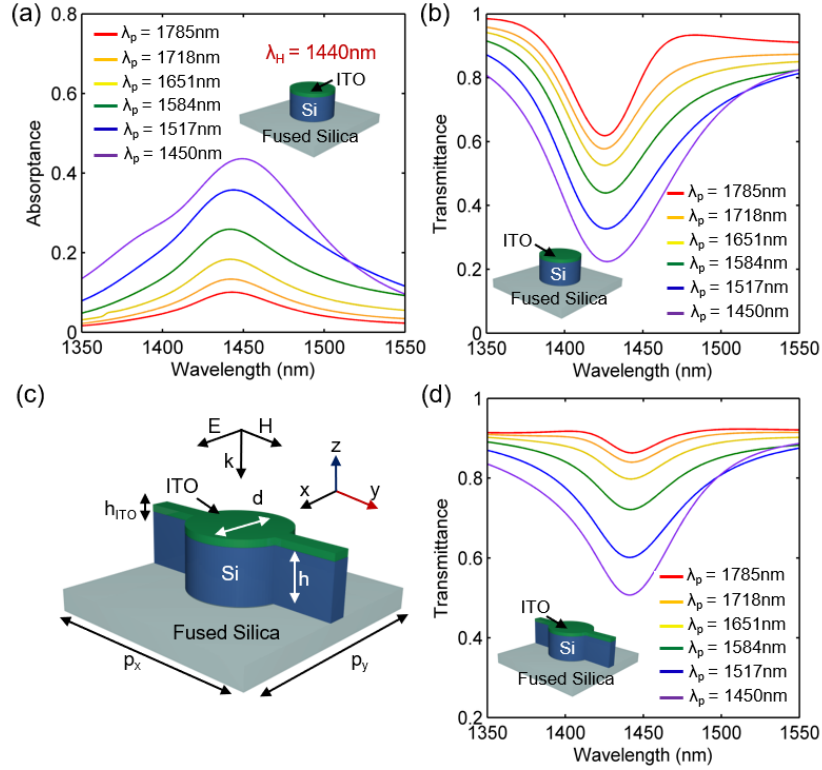 (a)
0.8
0.6
0.4
0.2
0
Absorptance
λp = 1785nm
λp = 1718nm
λp = 1651nm
λp = 1584nm
λp = 1517nm
λp = 1450nm
λH = 1440nm
ITO
Si
Fused Silica
1350 1400 1450 1500 1550
Wavelength (nm)
(b)
1
0.8
0.6
0.4
0.2
0
Transmittance
λp = 1785nm
λp = 1718nm
λp = 1651nm
λp = 1584nm
λp = 1517nm
λp = 1450nm
ITO
Si
Fused Silica
1350 1400 1450 1500 1550
Wavelength (nm)
(c)
E H
k
z
x y
ITO
d
hITO
Si
h
Fused Silica
px
py
(d)
1
0.8
0.6
0.4
0.2
Transmittance
λp = 1785nm
λp = 1718nm
λp = 1651nm
λp = 1584nm
λp = 1517nm
λp = 1450nm
ITO
Si
Fused Silica
1350 1400 1450 1500 1550
Wavelength (nm)